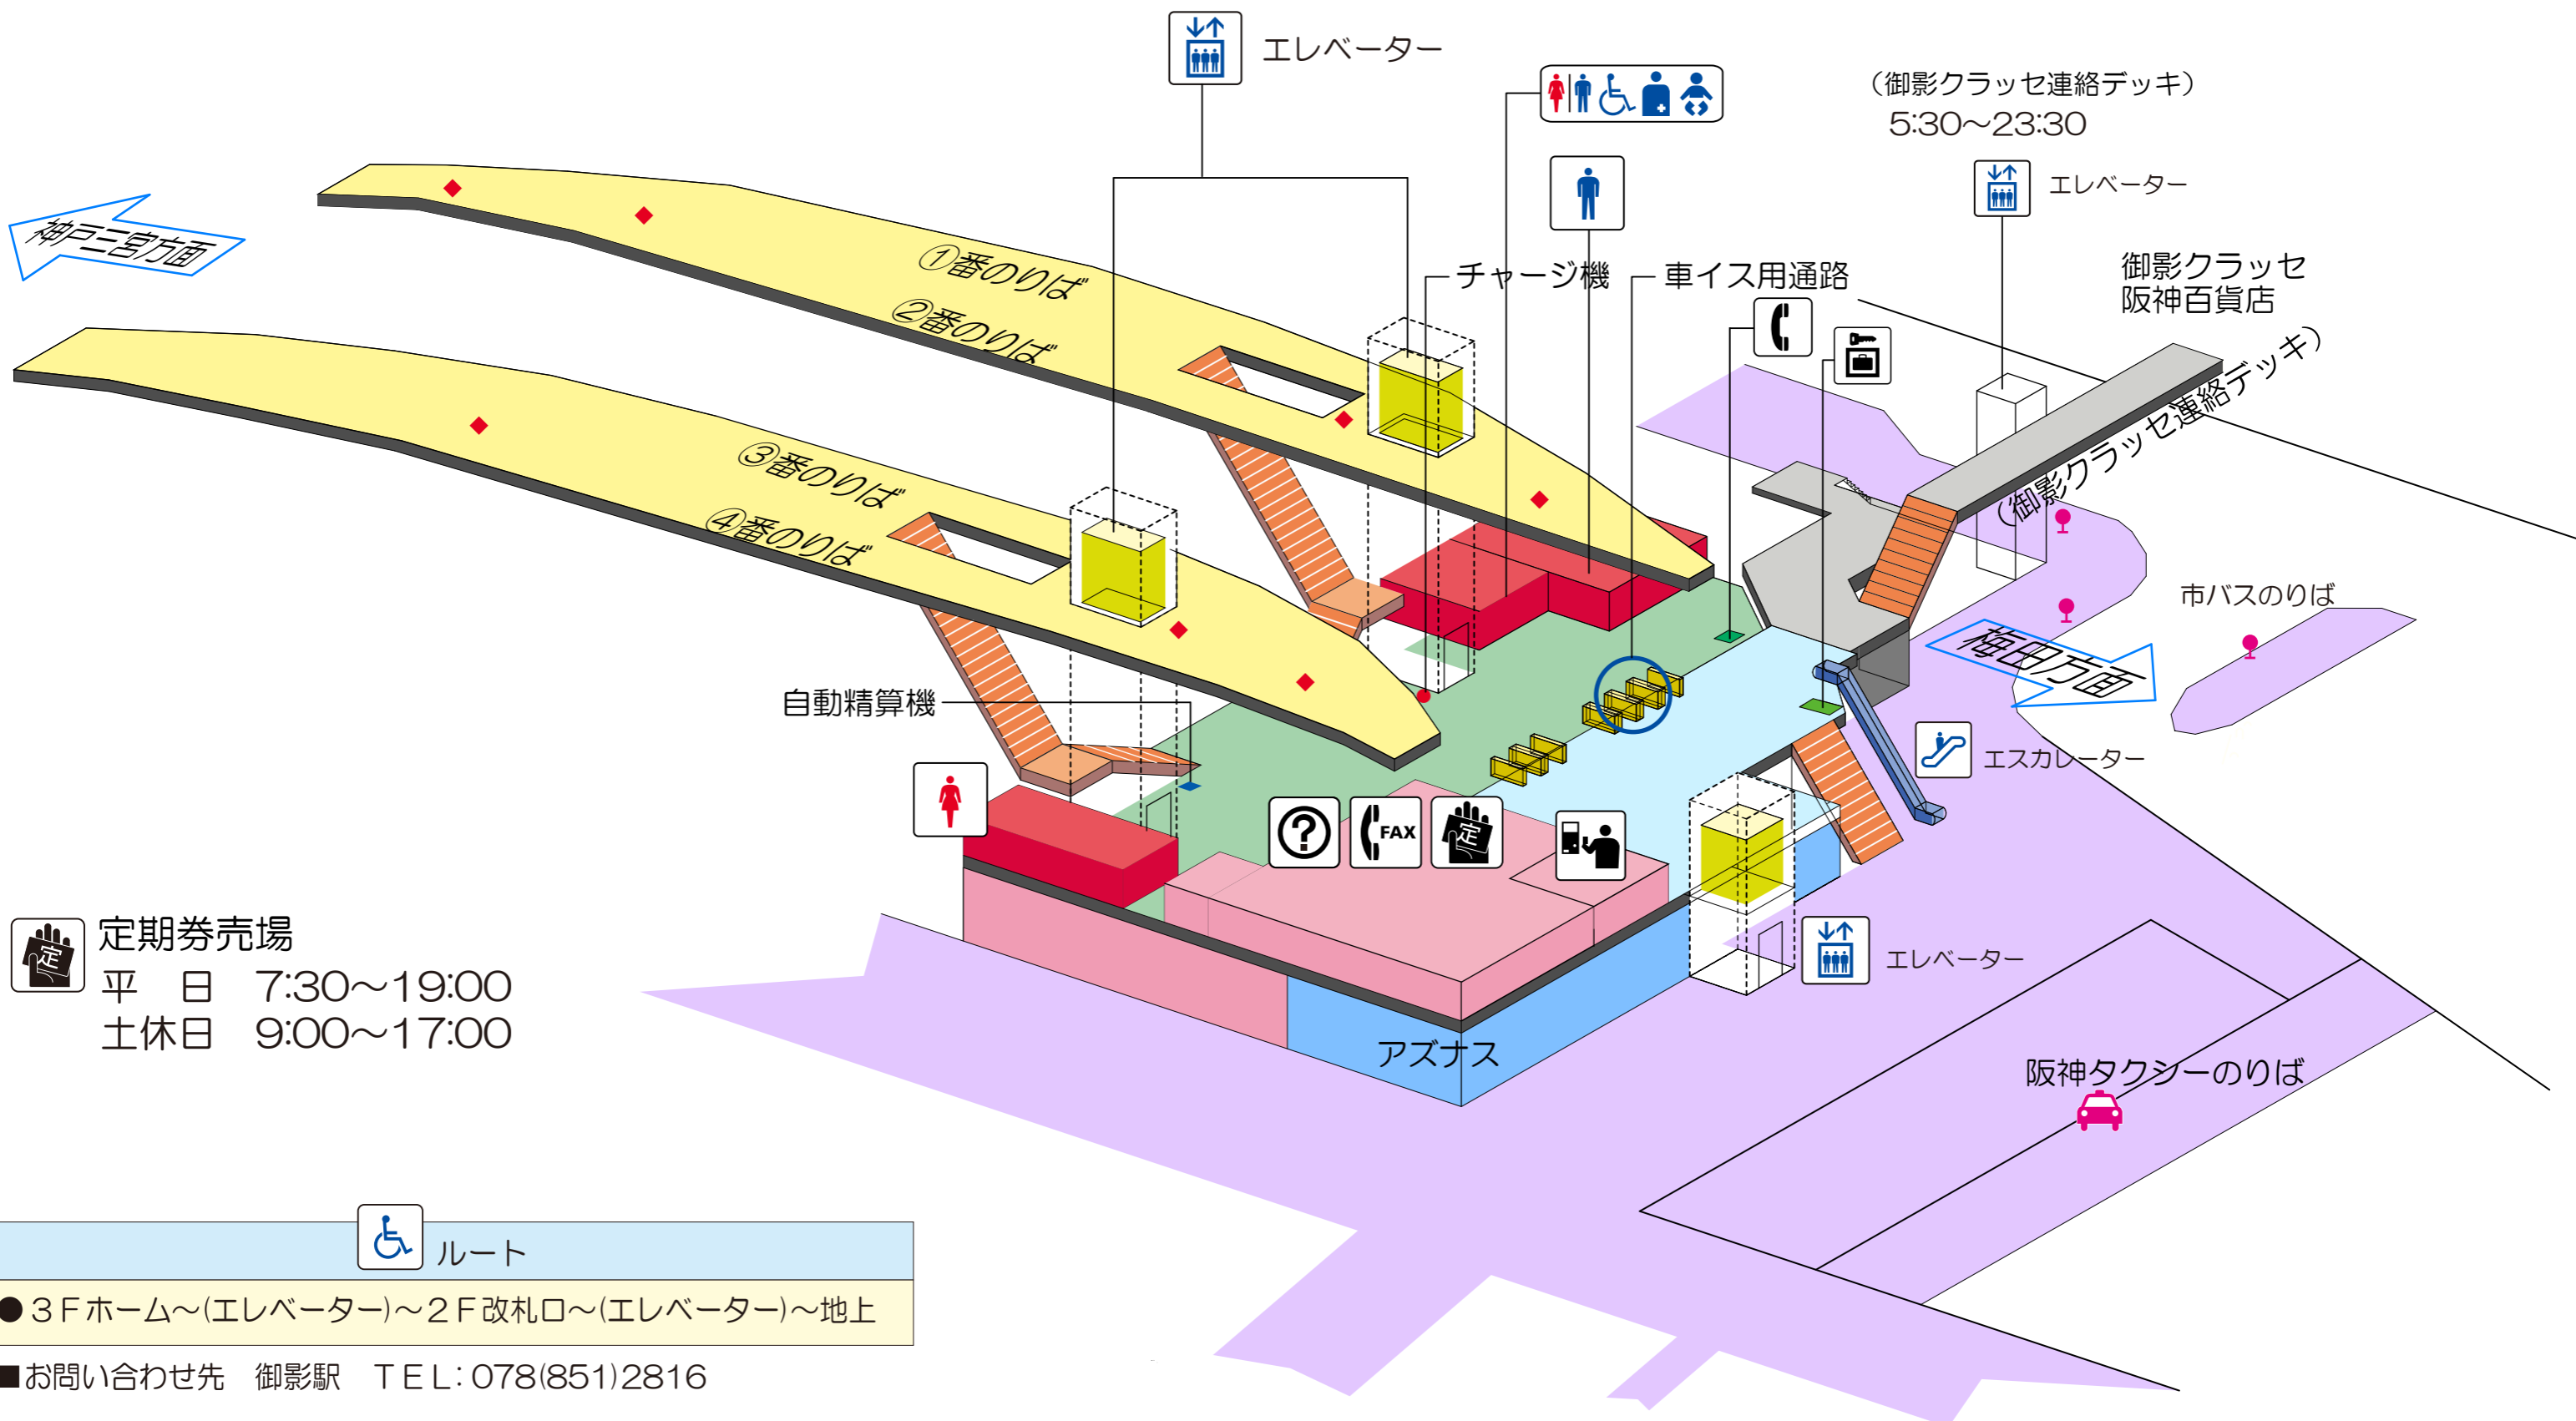 エレベーター
(御影クラッセ連絡デッキ)
5:30〜23:30
エレベーター
神戸三宮方面
①番のりば
②番のりば
チャージ機
車イス用通路
御影クラッセ
阪神百貨店
(御影クラッセ連絡デッキ)
③番のりば
④番のりば
市バスのりば
梅田方面
自動精算機
エスカレーター
?
FAX
定
エレベーター
定
定期券売場
平 日 7:30〜19:00
土休日 9:00〜17:00
アズナス
阪神タクシーのりば
ルート
●3Fホーム〜(エレベーター)〜2F改札口〜(エレベーター)〜地上
■お問い合わせ先 御影駅 TEL:078(851)2816